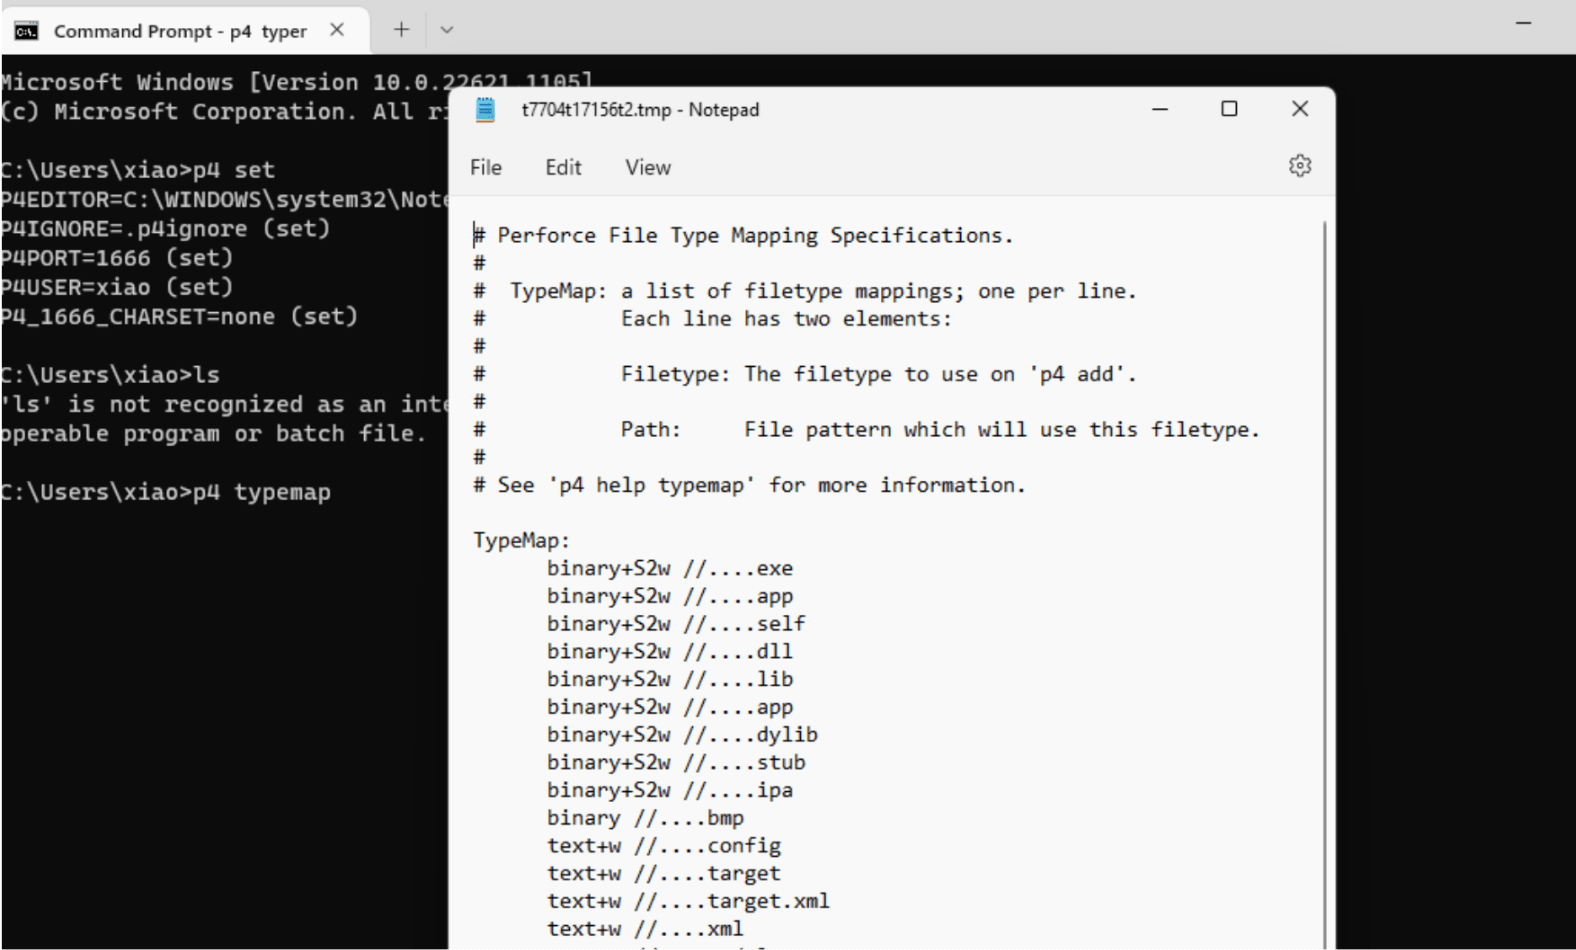 Command Prompt - p4 typer
Microsoft Windows [Version 10.0.22621.1105]
(c) Microsoft Corporation. All ri
C:\Users\xiao>p4 set
P4EDITOR=C:\WINDOWS\system32\Note
P4IGNORE=.p4ignore (set)
P4PORT=1666 (set)
P4USER=xiao (set)
P4_1666_CHARSET=none (set)
C:\Users\xiao>ls
'ls' is not recognized as an inte
operable program or batch file.
C:\Users\xiao>p4 typemap
t7704t17156t2.tmp - Notepad
File Edit View
# Perforce File Type Mapping Specifications.
#
#  TypeMap: a list of filetype mappings; one per line.
#           Each line has two elements:
#
#           Filetype: The filetype to use on 'p4 add'.
#
#           Path:     File pattern which will use this filetype.
#
# See 'p4 help typemap' for more information.
TypeMap:
binary+S2w //....exe
binary+S2w //....app
binary+S2w //....self
binary+S2w //....dll
binary+S2w //....lib
binary+S2w //....app
binary+S2w //....dylib
binary+S2w //....stub
binary+S2w //....ipa
binary //....bmp
text+w //....config
text+w //....target
text+w //....target.xml
text+w //....xml